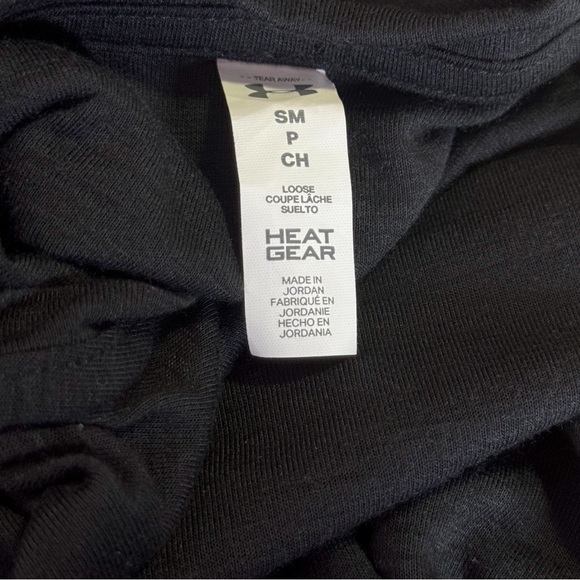 -- TEAR AWAY --
SM
P
CH
LOOSE
COUPE LÂCHE
SUELTO
HEAT
GEAR
MADE IN
JORDAN
FABRIQUÉ EN
JORDANIE
HECHO EN
JORDANIA